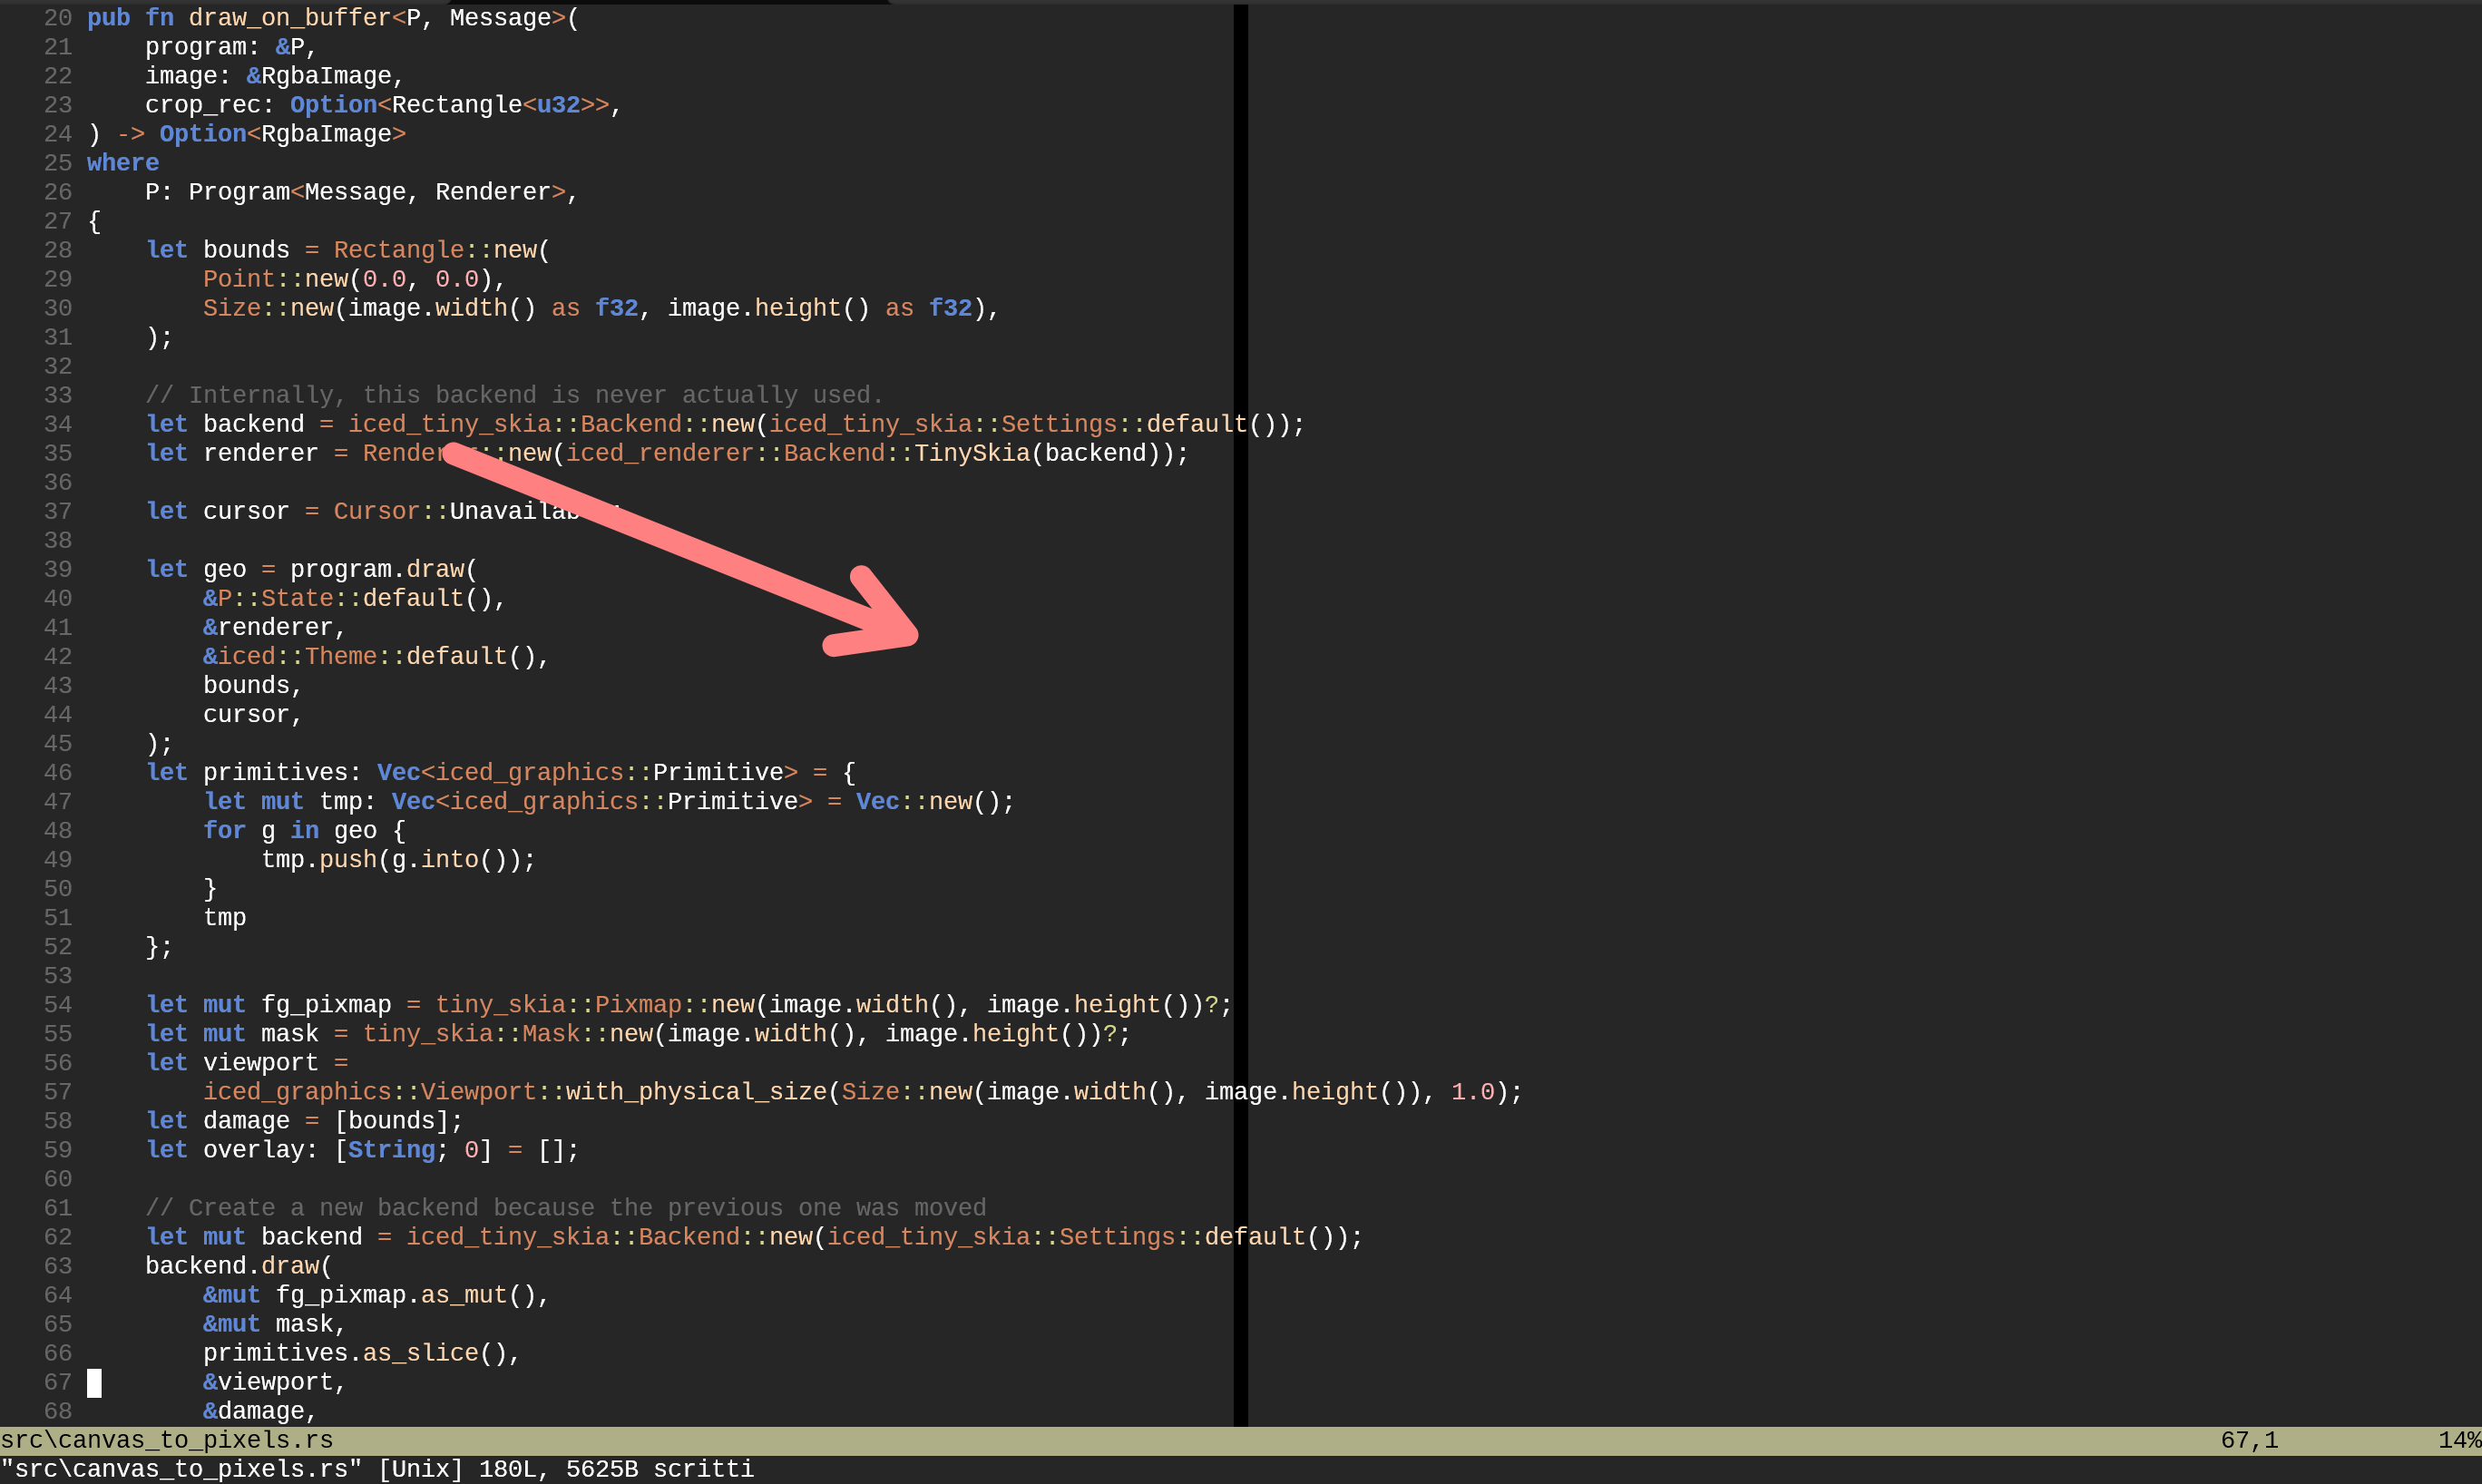 20 pub fn draw_on_buffer<P, Message>(
21     program: &P,
22     image: &RgbaImage,
23     crop_rec: Option<Rectangle<u32>>,
24 ) -> Option<RgbaImage>
25 where
26     P: Program<Message, Renderer>,
27 {
28     let bounds = Rectangle::new(
29         Point::new(0.0, 0.0),
30         Size::new(image.width() as f32, image.height() as f32),
31     );
32
33     // Internally, this backend is never actually used.
34     let backend = iced_tiny_skia::Backend::new(iced_tiny_skia::Settings::default());
35     let renderer = Renderer::new(iced_renderer::Backend::TinySkia(backend));
36
37     let cursor = Cursor::Unavailable;
38
39     let geo = program.draw(
40         &P::State::default(),
41         &renderer,
42         &iced::Theme::default(),
43         bounds,
44         cursor,
45     );
46     let primitives: Vec<iced_graphics::Primitive> = {
47         let mut tmp: Vec<iced_graphics::Primitive> = Vec::new();
48         for g in geo {
49             tmp.push(g.into());
50         }
51         tmp
52     };
53
54     let mut fg_pixmap = tiny_skia::Pixmap::new(image.width(), image.height())?;
55     let mut mask = tiny_skia::Mask::new(image.width(), image.height())?;
56     let viewport =
57         iced_graphics::Viewport::with_physical_size(Size::new(image.width(), image.height()), 1.0);
58     let damage = [bounds];
59     let overlay: [String; 0] = [];
60
61     // Create a new backend because the previous one was moved
62     let mut backend = iced_tiny_skia::Backend::new(iced_tiny_skia::Settings::default());
63     backend.draw(
64         &mut fg_pixmap.as_mut(),
65         &mut mask,
66         primitives.as_slice(),
67         &viewport,
68         &damage,
src\canvas_to_pixels.rs 67,1 14%
"src\canvas_to_pixels.rs" [Unix] 180L, 5625B scritti